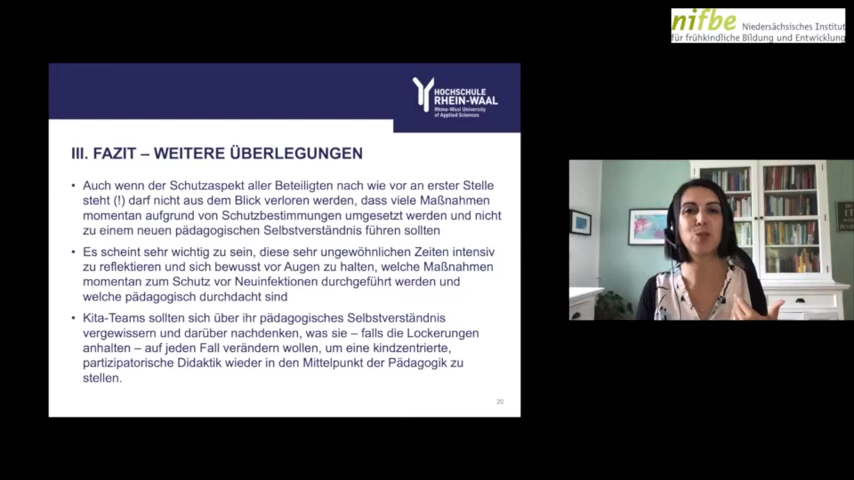 nifbe Niedersächsisches Institut
für frühkindliche Bildung und Entwicklung
HOCHSCHULE
RHEIN-WAAL
Rhine-Waal University
of Applied Sciences
III. FAZIT – WEITERE ÜBERLEGUNGEN
• Auch wenn der Schutzaspekt aller Beteiligten nach wie vor an erster Stelle
steht (!) darf nicht aus dem Blick verloren werden, dass viele Maßnahmen
momentan aufgrund von Schutzbestimmungen umgesetzt werden und nicht
zu einem neuen pädagogischen Selbstverständnis führen sollten
• Es scheint sehr wichtig zu sein, diese sehr ungewöhnlichen Zeiten intensiv
zu reflektieren und sich bewusst vor Augen zu halten, welche Maßnahmen
momentan zum Schutz vor Neuinfektionen durchgeführt werden und
welche pädagogisch durchdacht sind
• Kita-Teams sollten sich über ihr pädagogisches Selbstverständnis
vergewissern und darüber nachdenken, was sie – falls die Lockerungen
anhalten – auf jeden Fall verändern wollen, um eine kindzentrierte,
partizipatorische Didaktik wieder in den Mittelpunkt der Pädagogik zu
stellen.
20